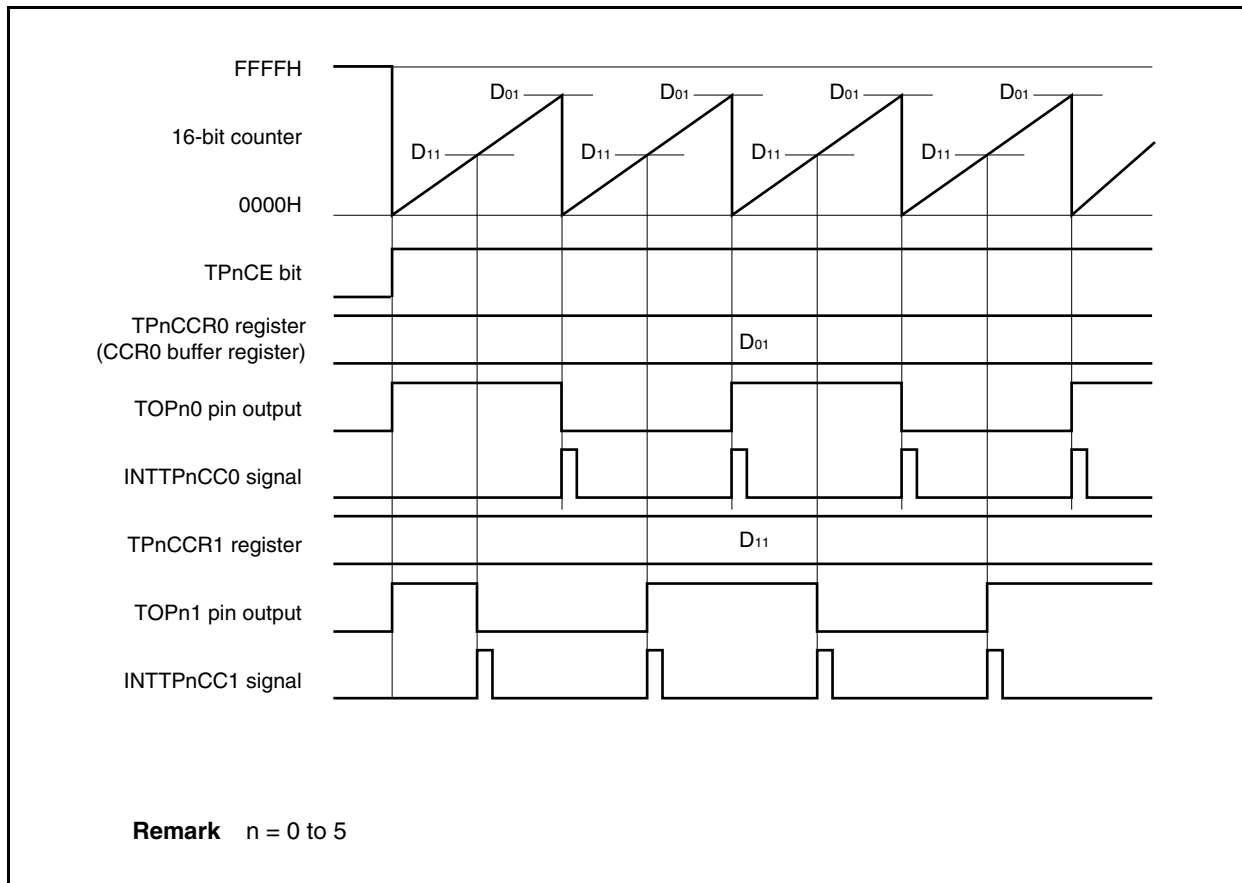 FFFFH
D01 D01 D01 D01
16-bit counter
D11 D11 D11 D11
0000H
TPnCE bit
TPnCCR0 register
(CCR0 buffer register)
D01
TOPn0 pin output
INTTPnCC0 signal
TPnCCR1 register
D11
TOPn1 pin output
INTTPnCC1 signal
Remark n = 0 to 5